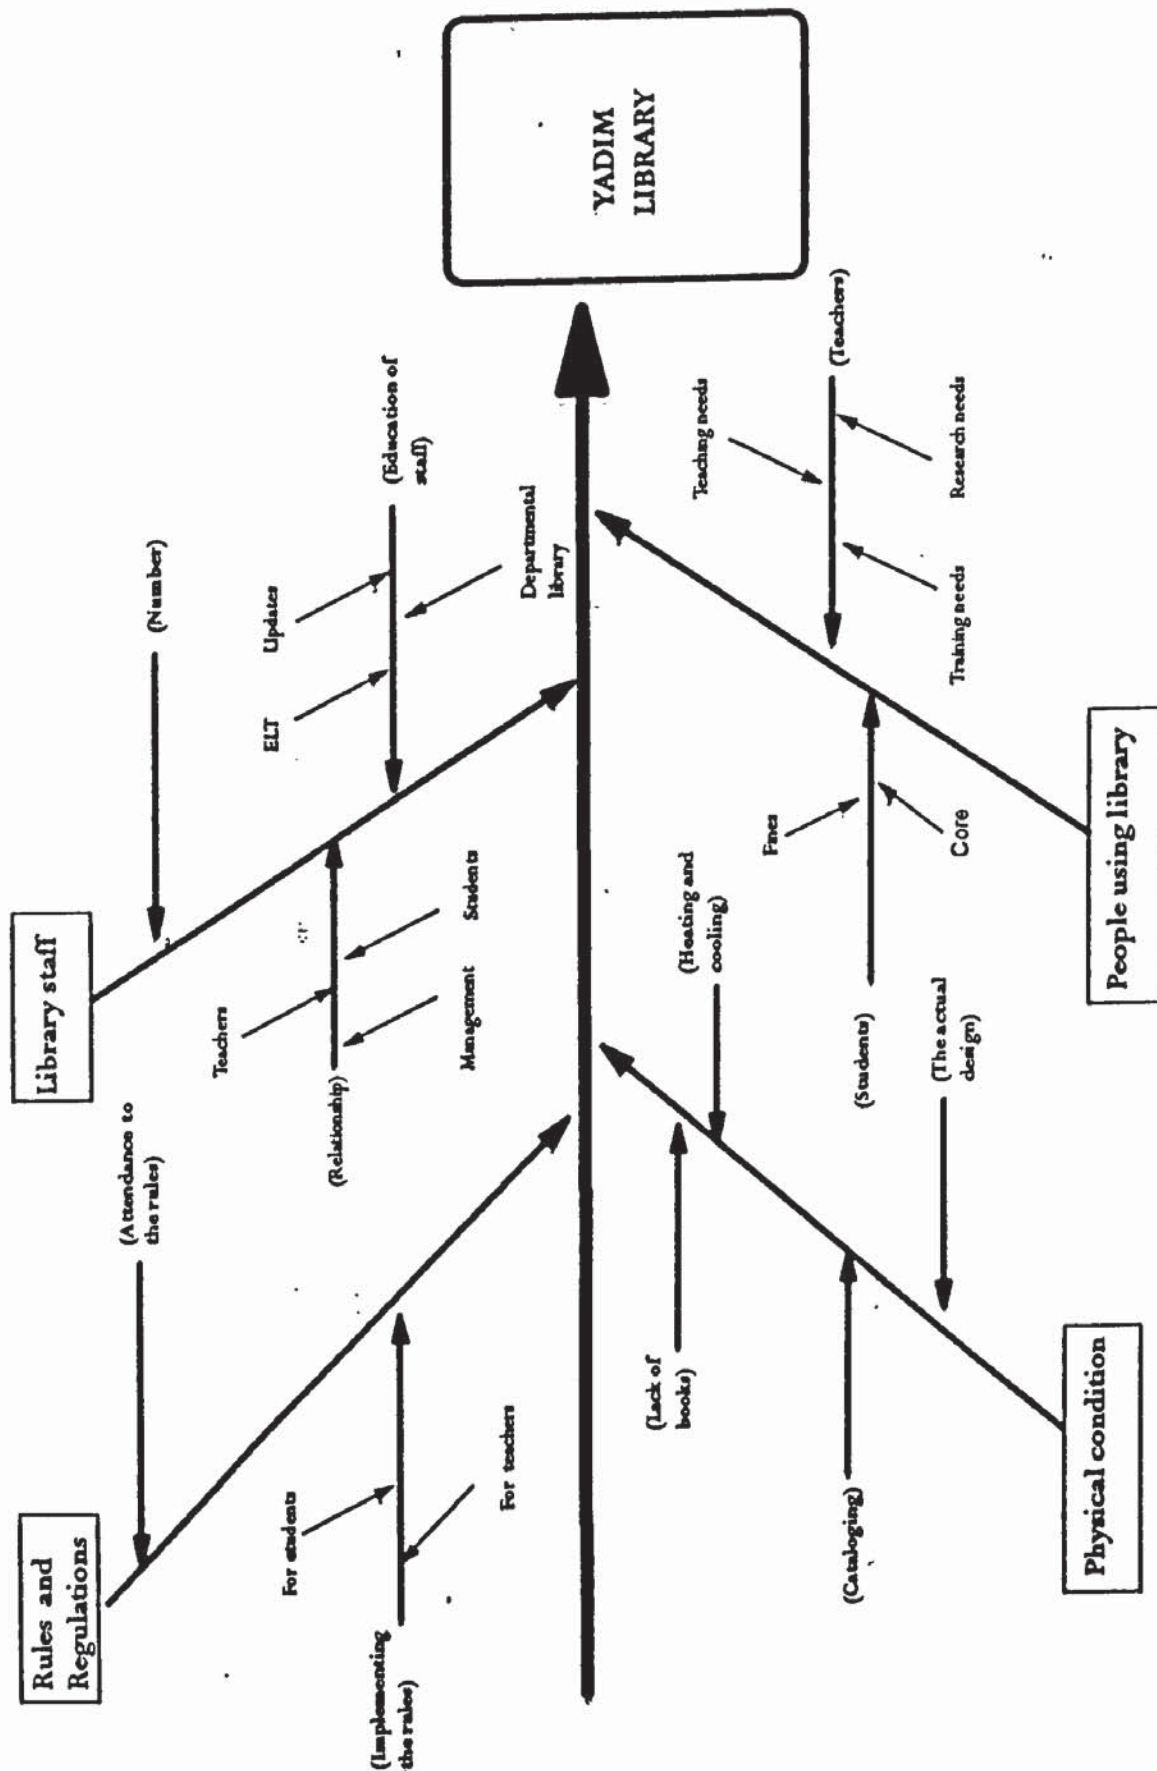 Rules and
Regulations
(Attendance to
the rules)
For students
(Implementing
the rules)
For teachers
Library staff
(Number)
Teachers
(Relationship)
Management
Students
ELT
Updates
(Education of
staff)
Departmental
library
YADIM
LIBRARY
(Lack of
books)
(Heating and
cooling)
(Cataloging)
(The actual
design)
Physical condition
Fines
(Students)
Core
Teaching needs
(Teachers)
Training needs
Research needs
People using library